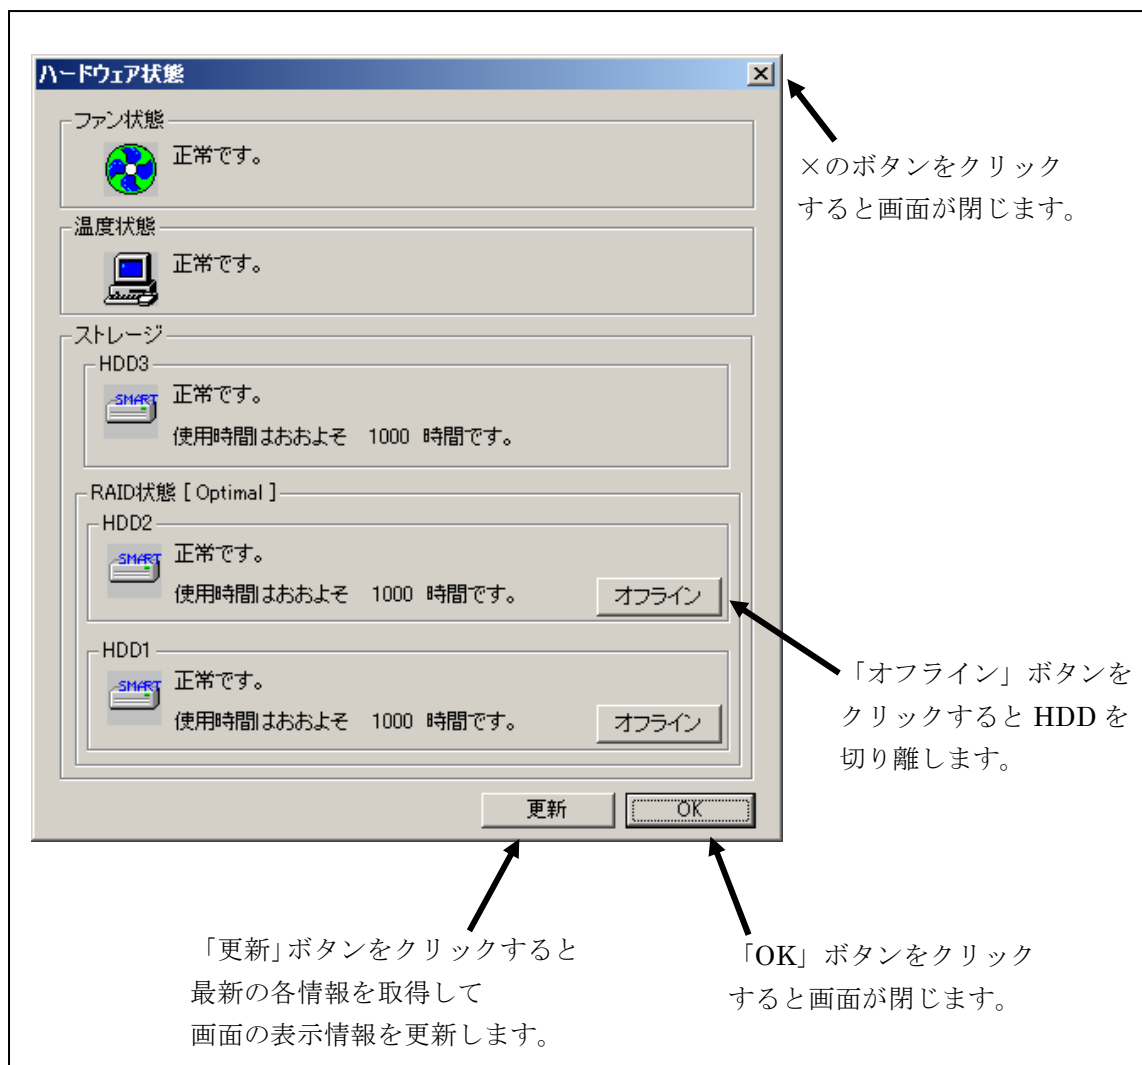 ハードウェア状態
ファン状態
正常です。
×のボタンをクリック
すると画面が閉じます。
温度状態
正常です。
ストレージ
HDD3
SMART
正常です。
使用時間はおおよそ 1000 時間です。
RAID状態 [ Optimal ]
HDD2
SMART
正常です。
使用時間はおおよそ 1000 時間です。
オフライン
HDD1
SMART
正常です。
使用時間はおおよそ 1000 時間です。
オフライン
「オフライン」ボタンを
クリックすると HDD を
切り離します。
更新
OK
「更新」ボタンをクリックすると
最新の各情報を取得して
画面の表示情報を更新します。
「OK」ボタンをクリック
すると画面が閉じます。